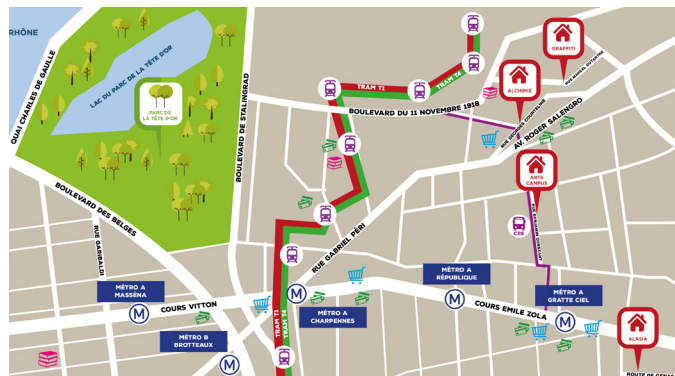 RHÔNE
QUAI CHARLES DE GAULLE
LAC DU PARC DE LA TÊTE D'OR
PARC DE
LA TÊTE D'OR
BOULEVARD DE STALINGRAD
BOULEVARD DES BELGES
RUE GARIBALDI
TRAM T1
TRAM T4
BOULEVARD DU 11 NOVEMBRE 1918
GRAFFITI
ALCHIMIE
RUE GEORGES COURTELINE
AV. ROGER SALENGRO
ARTS
CAMPUS
RUE GABRIEL PÉRI
MÉTRO A
MASSÉNA
M
COURS VITTON
MÉTRO B
BROTTEAUX
M
M
MÉTRO A
CHARPENNES
TRAM T1
TRAM T4
MÉTRO A
RÉPUBLIQUE
M
COURS EMILE ZOLA
MÉTRO A
GRATTE CIEL
M
ALASIA